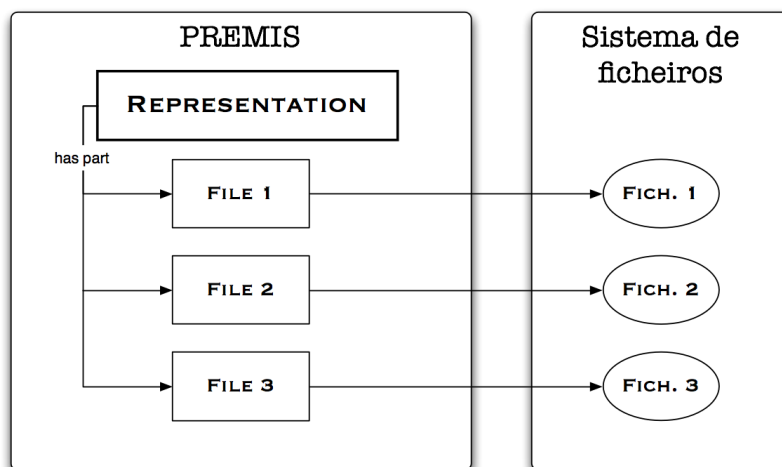 PREMIS
REPRESENTATION
has part
FILE 1
FILE 2
FILE 3
Sistema de
ficheiros
FICH. 1
FICH. 2
FICH. 3